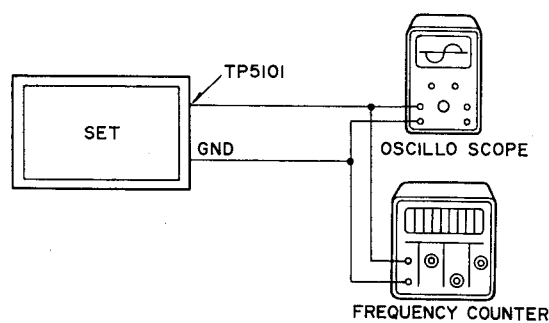 TP5101
SET
GND
OSCILLO SCOPE
FREQUENCY COUNTER